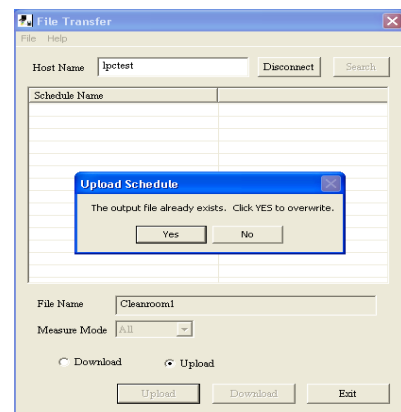 File Transfer
File Help
Host Name lpctest Disconnect Search
Schedule Name
Upload Schedule
The output file already exists. Click YES to overwrite.
Yes No
File Name Cleanroom1
Measure Mode All
Download Upload
Upload Download Exit